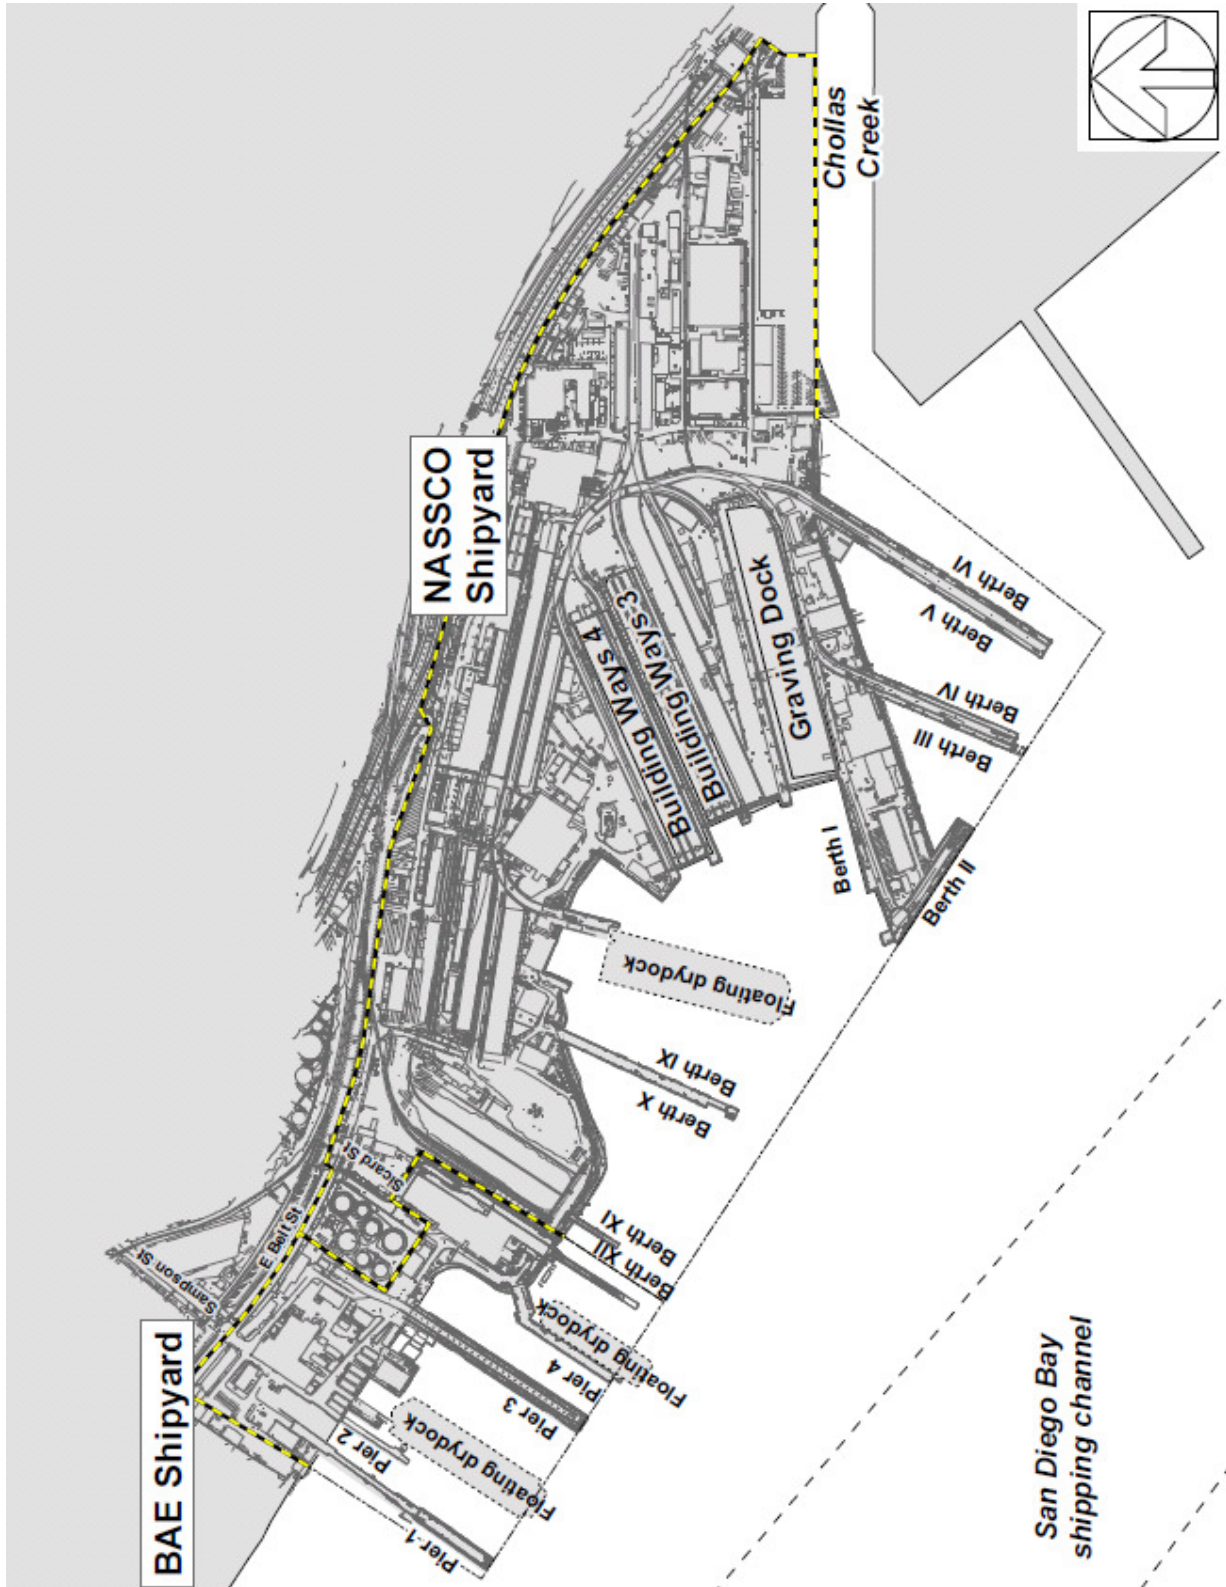 BAE Shipyard
NASSCO
Shipyard
Chollas
Creek
Sampson St
E. Belt St
Sicard St
Pier 1
Pier 2
Floating drydock
Pier 3
Pier 4
Floating drydock
Berth XII
Berth XI
Berth X
Berth IX
Floating drydock
Building Ways 4
Building Ways 3
Graving Dock
Berth I
Berth II
Berth III
Berth IV
Berth V
Berth VI
San Diego Bay
shipping channel